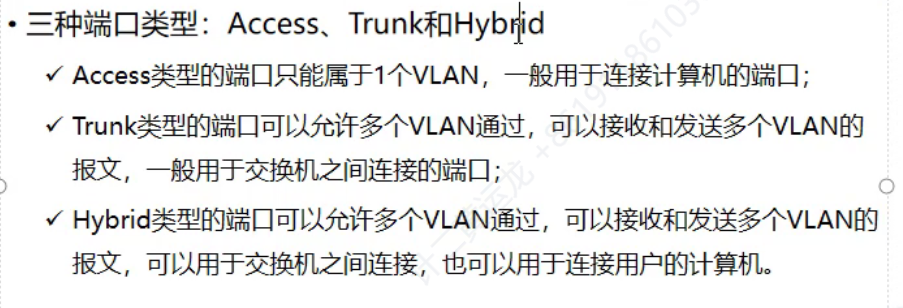 • 三种端口类型：Access、Trunk和Hybrid
✓ Access类型的端口只能属于1个VLAN，一般用于连接计算机的端口；
✓ Trunk类型的端口可以允许多个VLAN通过，可以接收和发送多个VLAN的
报文，一般用于交换机之间连接的端口；
✓ Hybrid类型的端口可以允许多个VLAN通过，可以接收和发送多个VLAN的
报文，可以用于交换机之间连接，也可以用于连接用户的计算机。